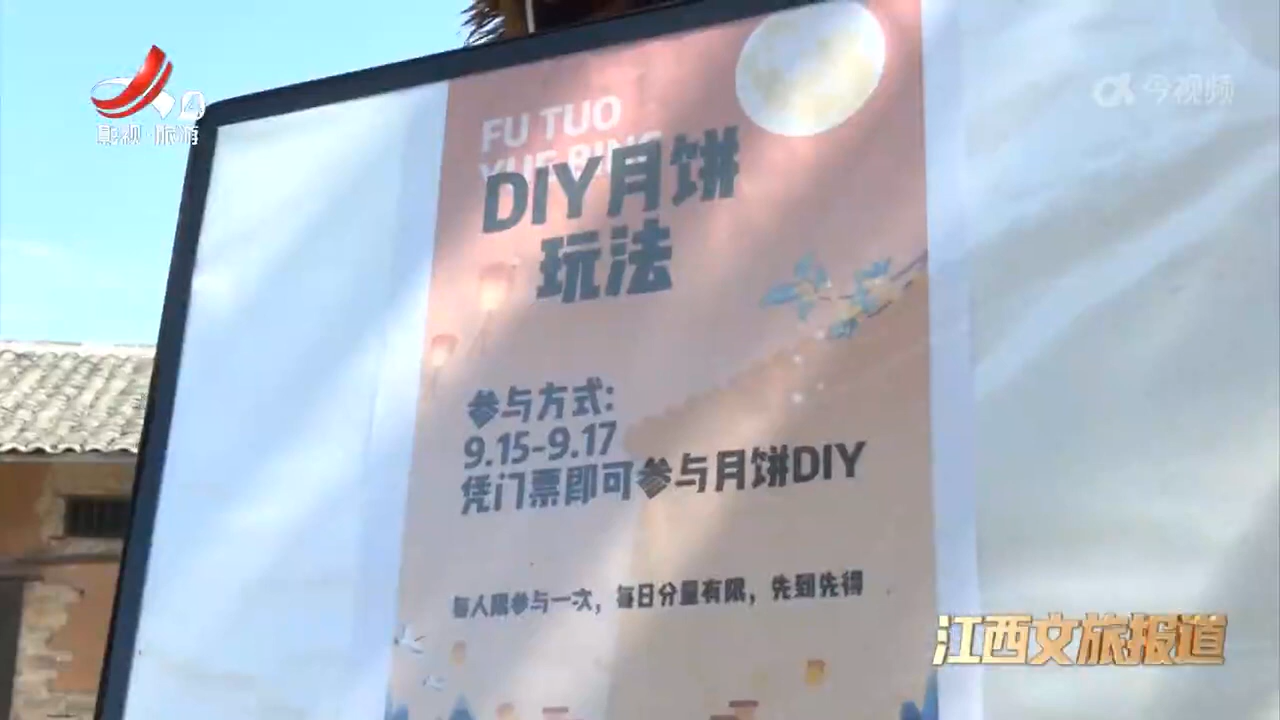 4
影视·旅游
今视频
FU TUO
YUE BING
DIY月饼
玩法
参与方式:
9.15-9.17
凭门票即可参与月饼DIY
每人限参与一次，每日分量有限，先到先得
江西文旅报道